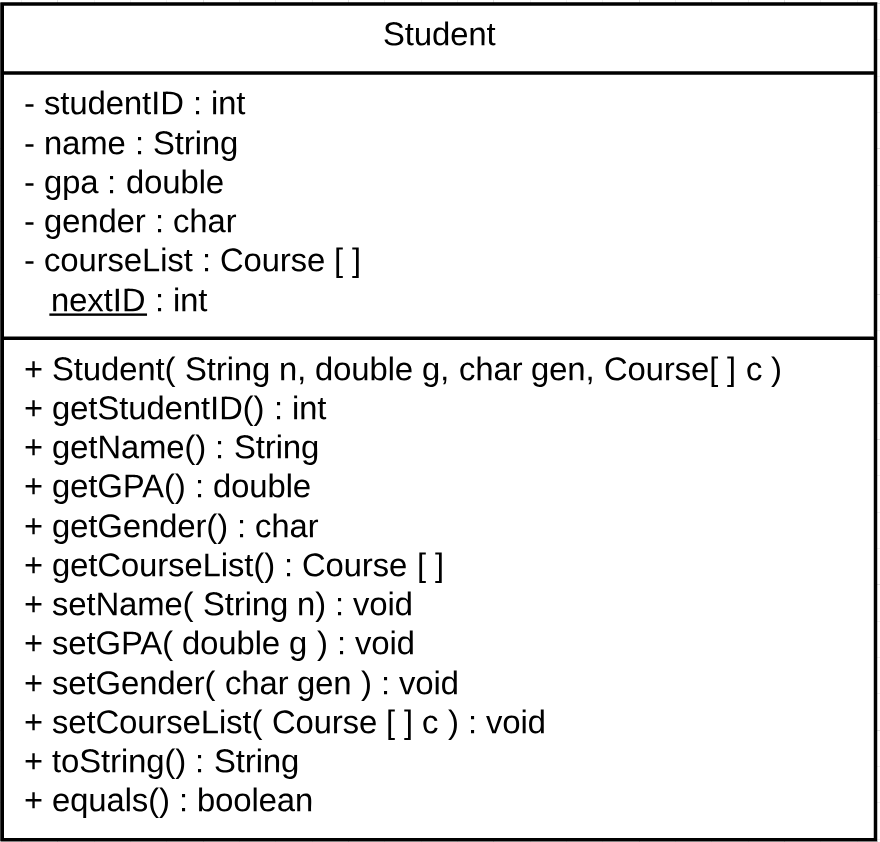 Student
- studentID : int
- name : String
- gpa : double
- gender : char
- courseList : Course [ ]
nextID : int
+ Student( String n, double g, char gen, Course[ ] c )
+ getStudentID() : int
+ getName() : String
+ getGPA() : double
+ getGender() : char
+ getCourseList() : Course [ ]
+ setName( String n) : void
+ setGPA( double g ) : void
+ setGender( char gen ) : void
+ setCourseList( Course [ ] c ) : void
+ toString() : String
+ equals() : boolean